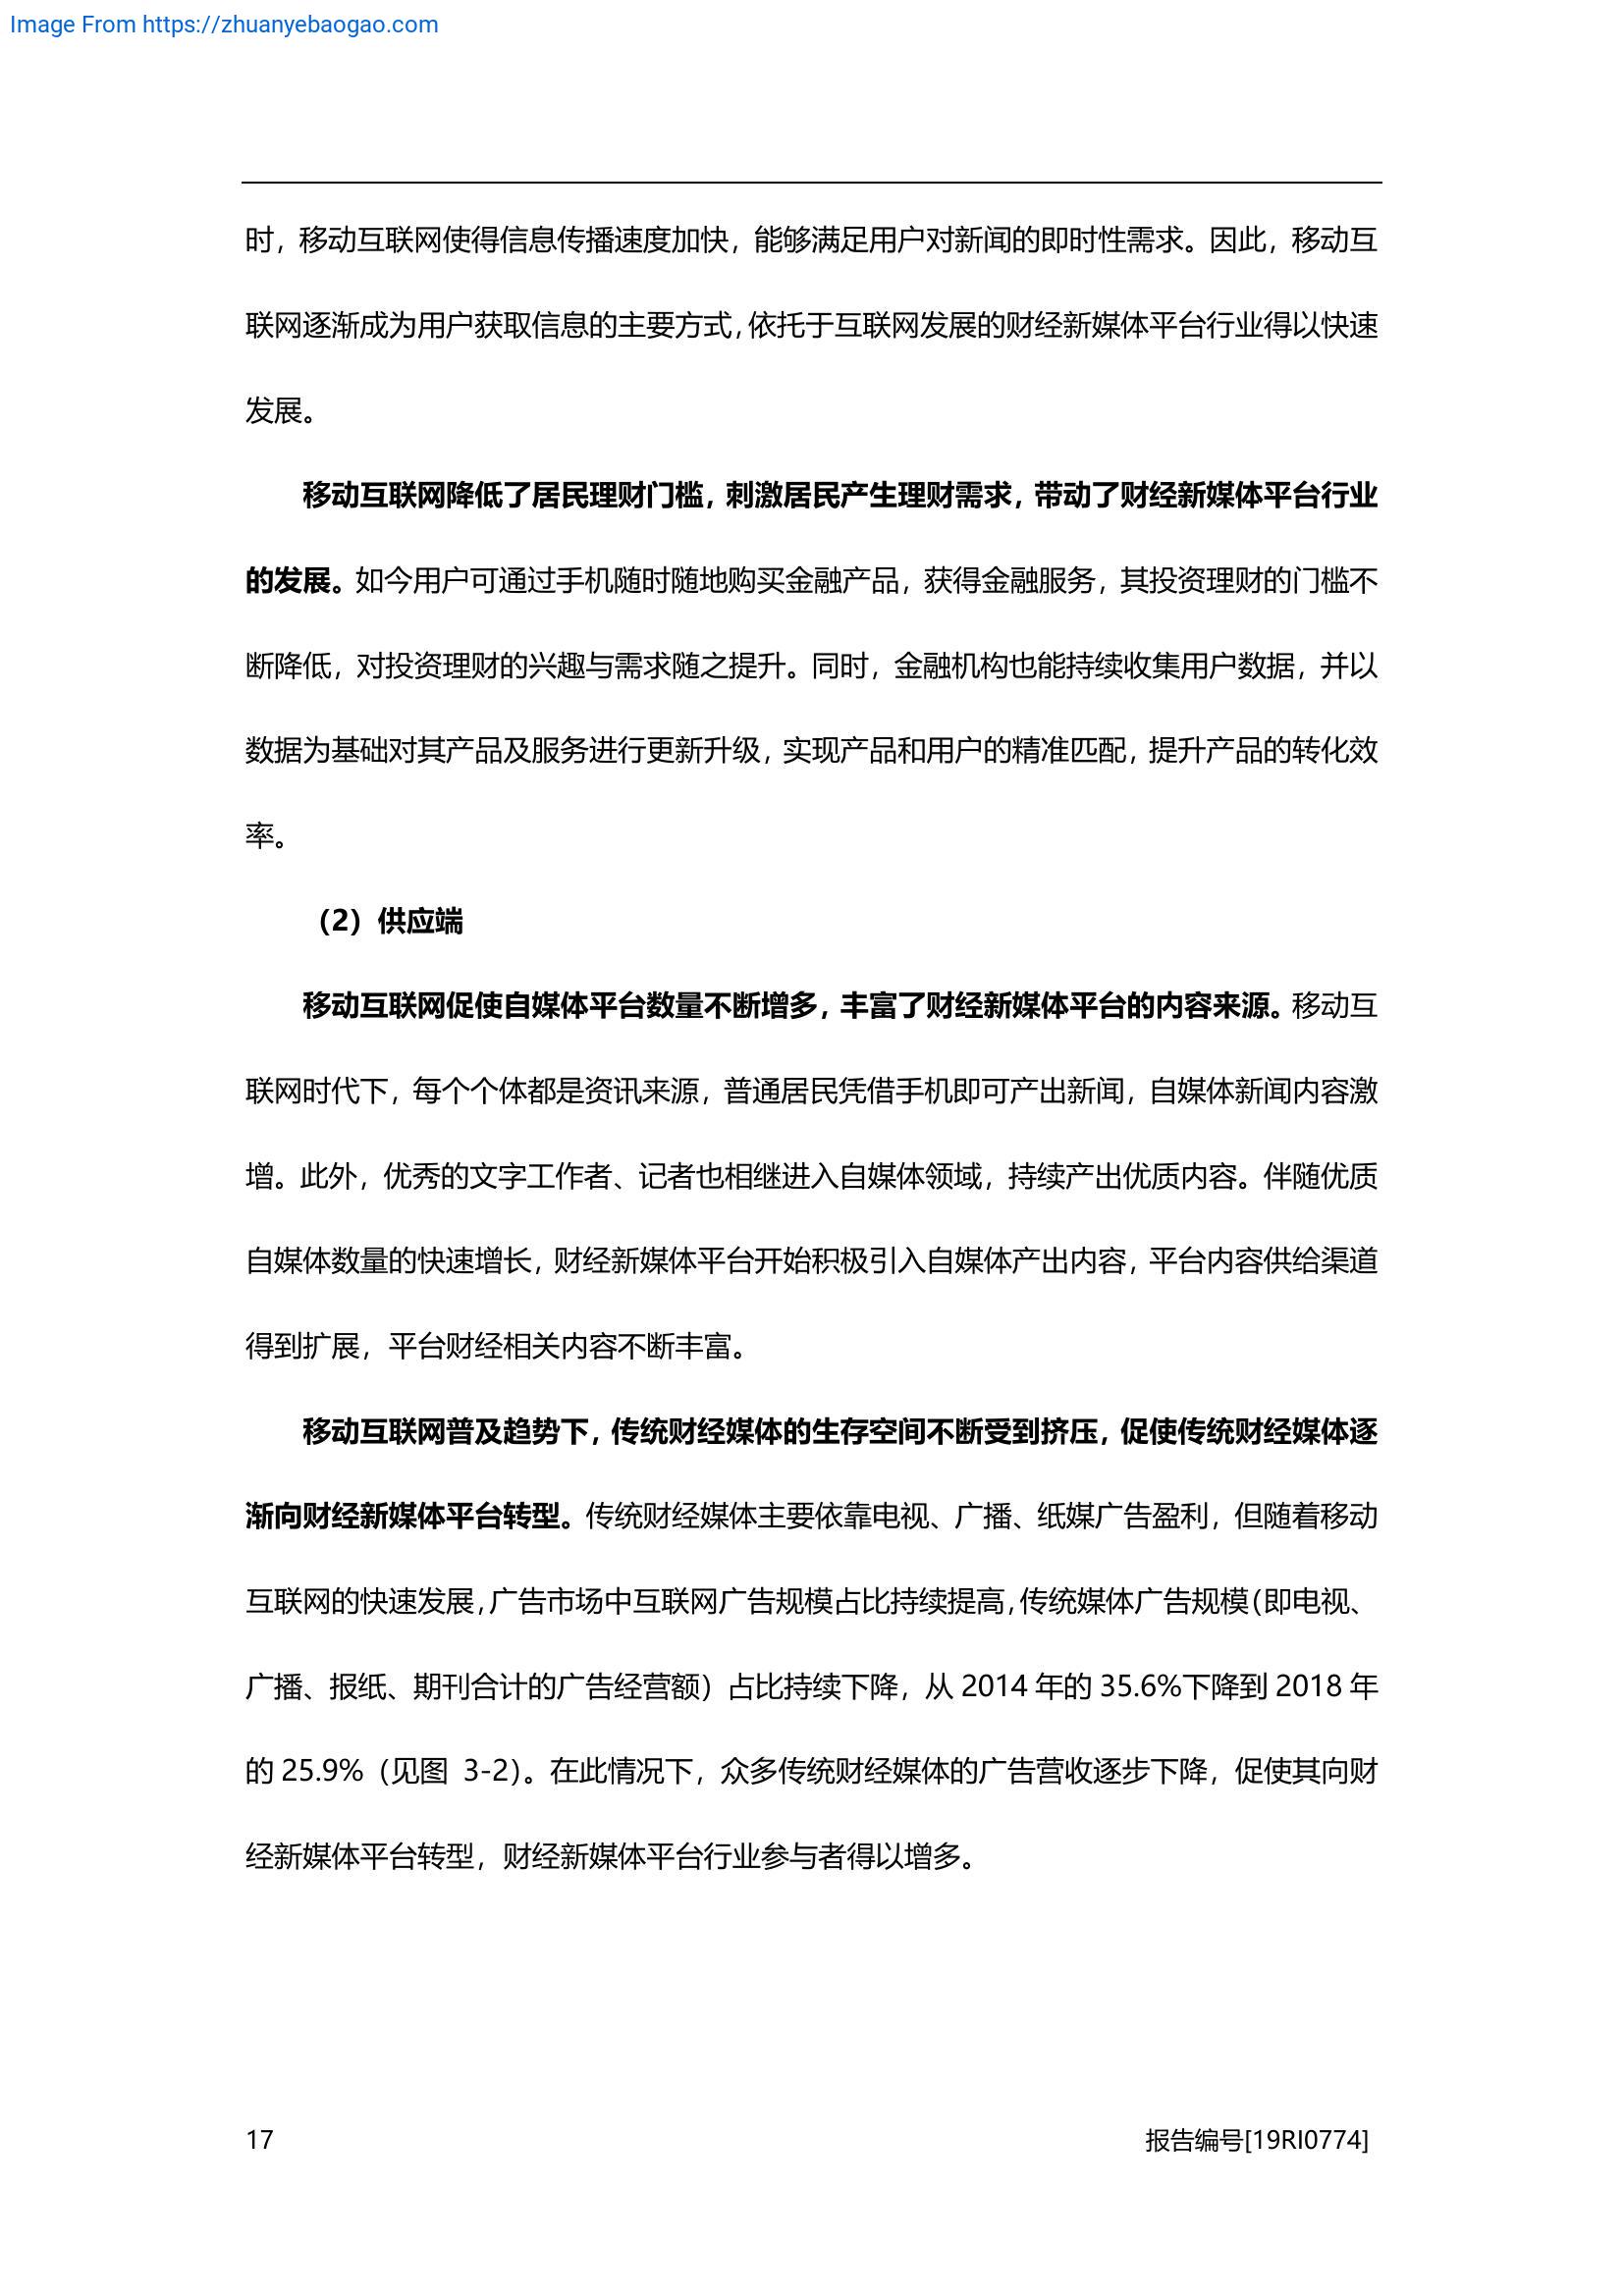 Image From https://zhuanyebaogao.com
时，移动互联网使得信息传播速度加快，能够满足用户对新闻的即时性需求。因此，移动互
联网逐渐成为用户获取信息的主要方式，依托于互联网发展的财经新媒体平台行业得以快速
发展。
移动互联网降低了居民理财门槛，刺激居民产生理财需求，带动了财经新媒体平台行业
的发展。如今用户可通过手机随时随地购买金融产品，获得金融服务，其投资理财的门槛不
断降低，对投资理财的兴趣与需求随之提升。同时，金融机构也能持续收集用户数据，并以
数据为基础对其产品及服务进行更新升级，实现产品和用户的精准匹配，提升产品的转化效
率。
（2）供应端
移动互联网促使自媒体平台数量不断增多，丰富了财经新媒体平台的内容来源。移动互
联网时代下，每个个体都是资讯来源，普通居民凭借手机即可产出新闻，自媒体新闻内容激
增。此外，优秀的文字工作者、记者也相继进入自媒体领域，持续产出优质内容。伴随优质
自媒体数量的快速增长，财经新媒体平台开始积极引入自媒体产出内容，平台内容供给渠道
得到扩展，平台财经相关内容不断丰富。
移动互联网普及趋势下，传统财经媒体的生存空间不断受到挤压，促使传统财经媒体逐
渐向财经新媒体平台转型。传统财经媒体主要依靠电视、广播、纸媒广告盈利，但随着移动
互联网的快速发展，广告市场中互联网广告规模占比持续提高，传统媒体广告规模（即电视、
广播、报纸、期刊合计的广告经营额）占比持续下降，从 2014 年的 35.6%下降到 2018 年
的 25.9%（见图 3-2）。在此情况下，众多传统财经媒体的广告营收逐步下降，促使其向财
经新媒体平台转型，财经新媒体平台行业参与者得以增多。
17 报告编号[19RI0774]